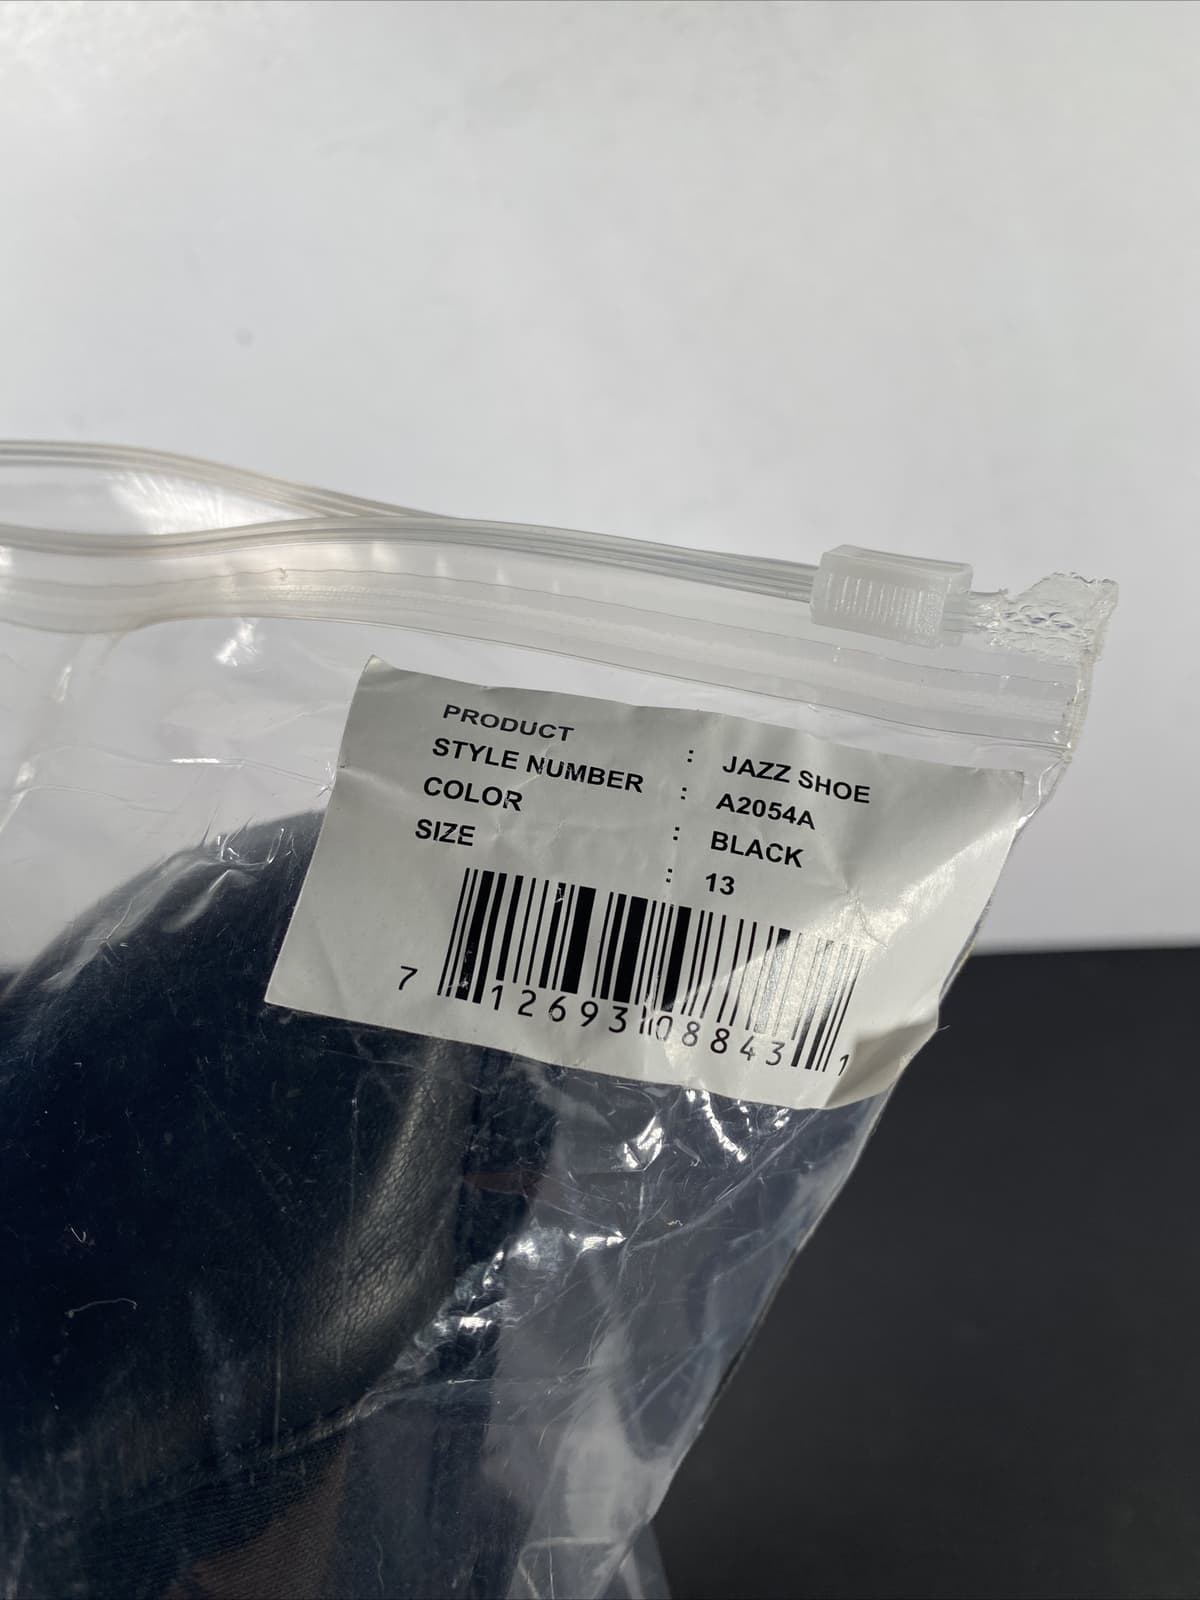 PRODUCT : JAZZ SHOE
STYLE NUMBER : A2054A
COLOR : BLACK
SIZE : 13
7 12693 08843 1